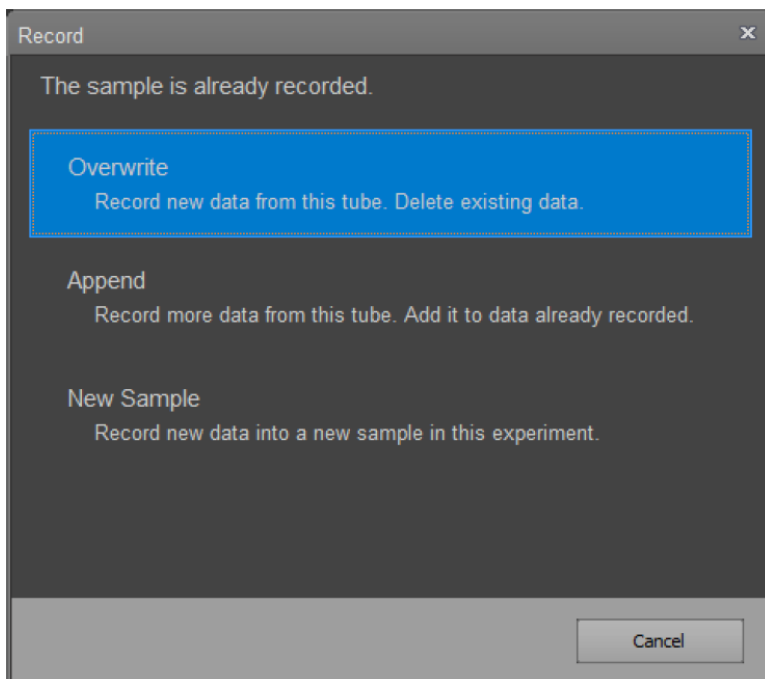 Record
The sample is already recorded.
Overwrite
Record new data from this tube. Delete existing data.
Append
Record more data from this tube. Add it to data already recorded.
New Sample
Record new data into a new sample in this experiment.
Cancel